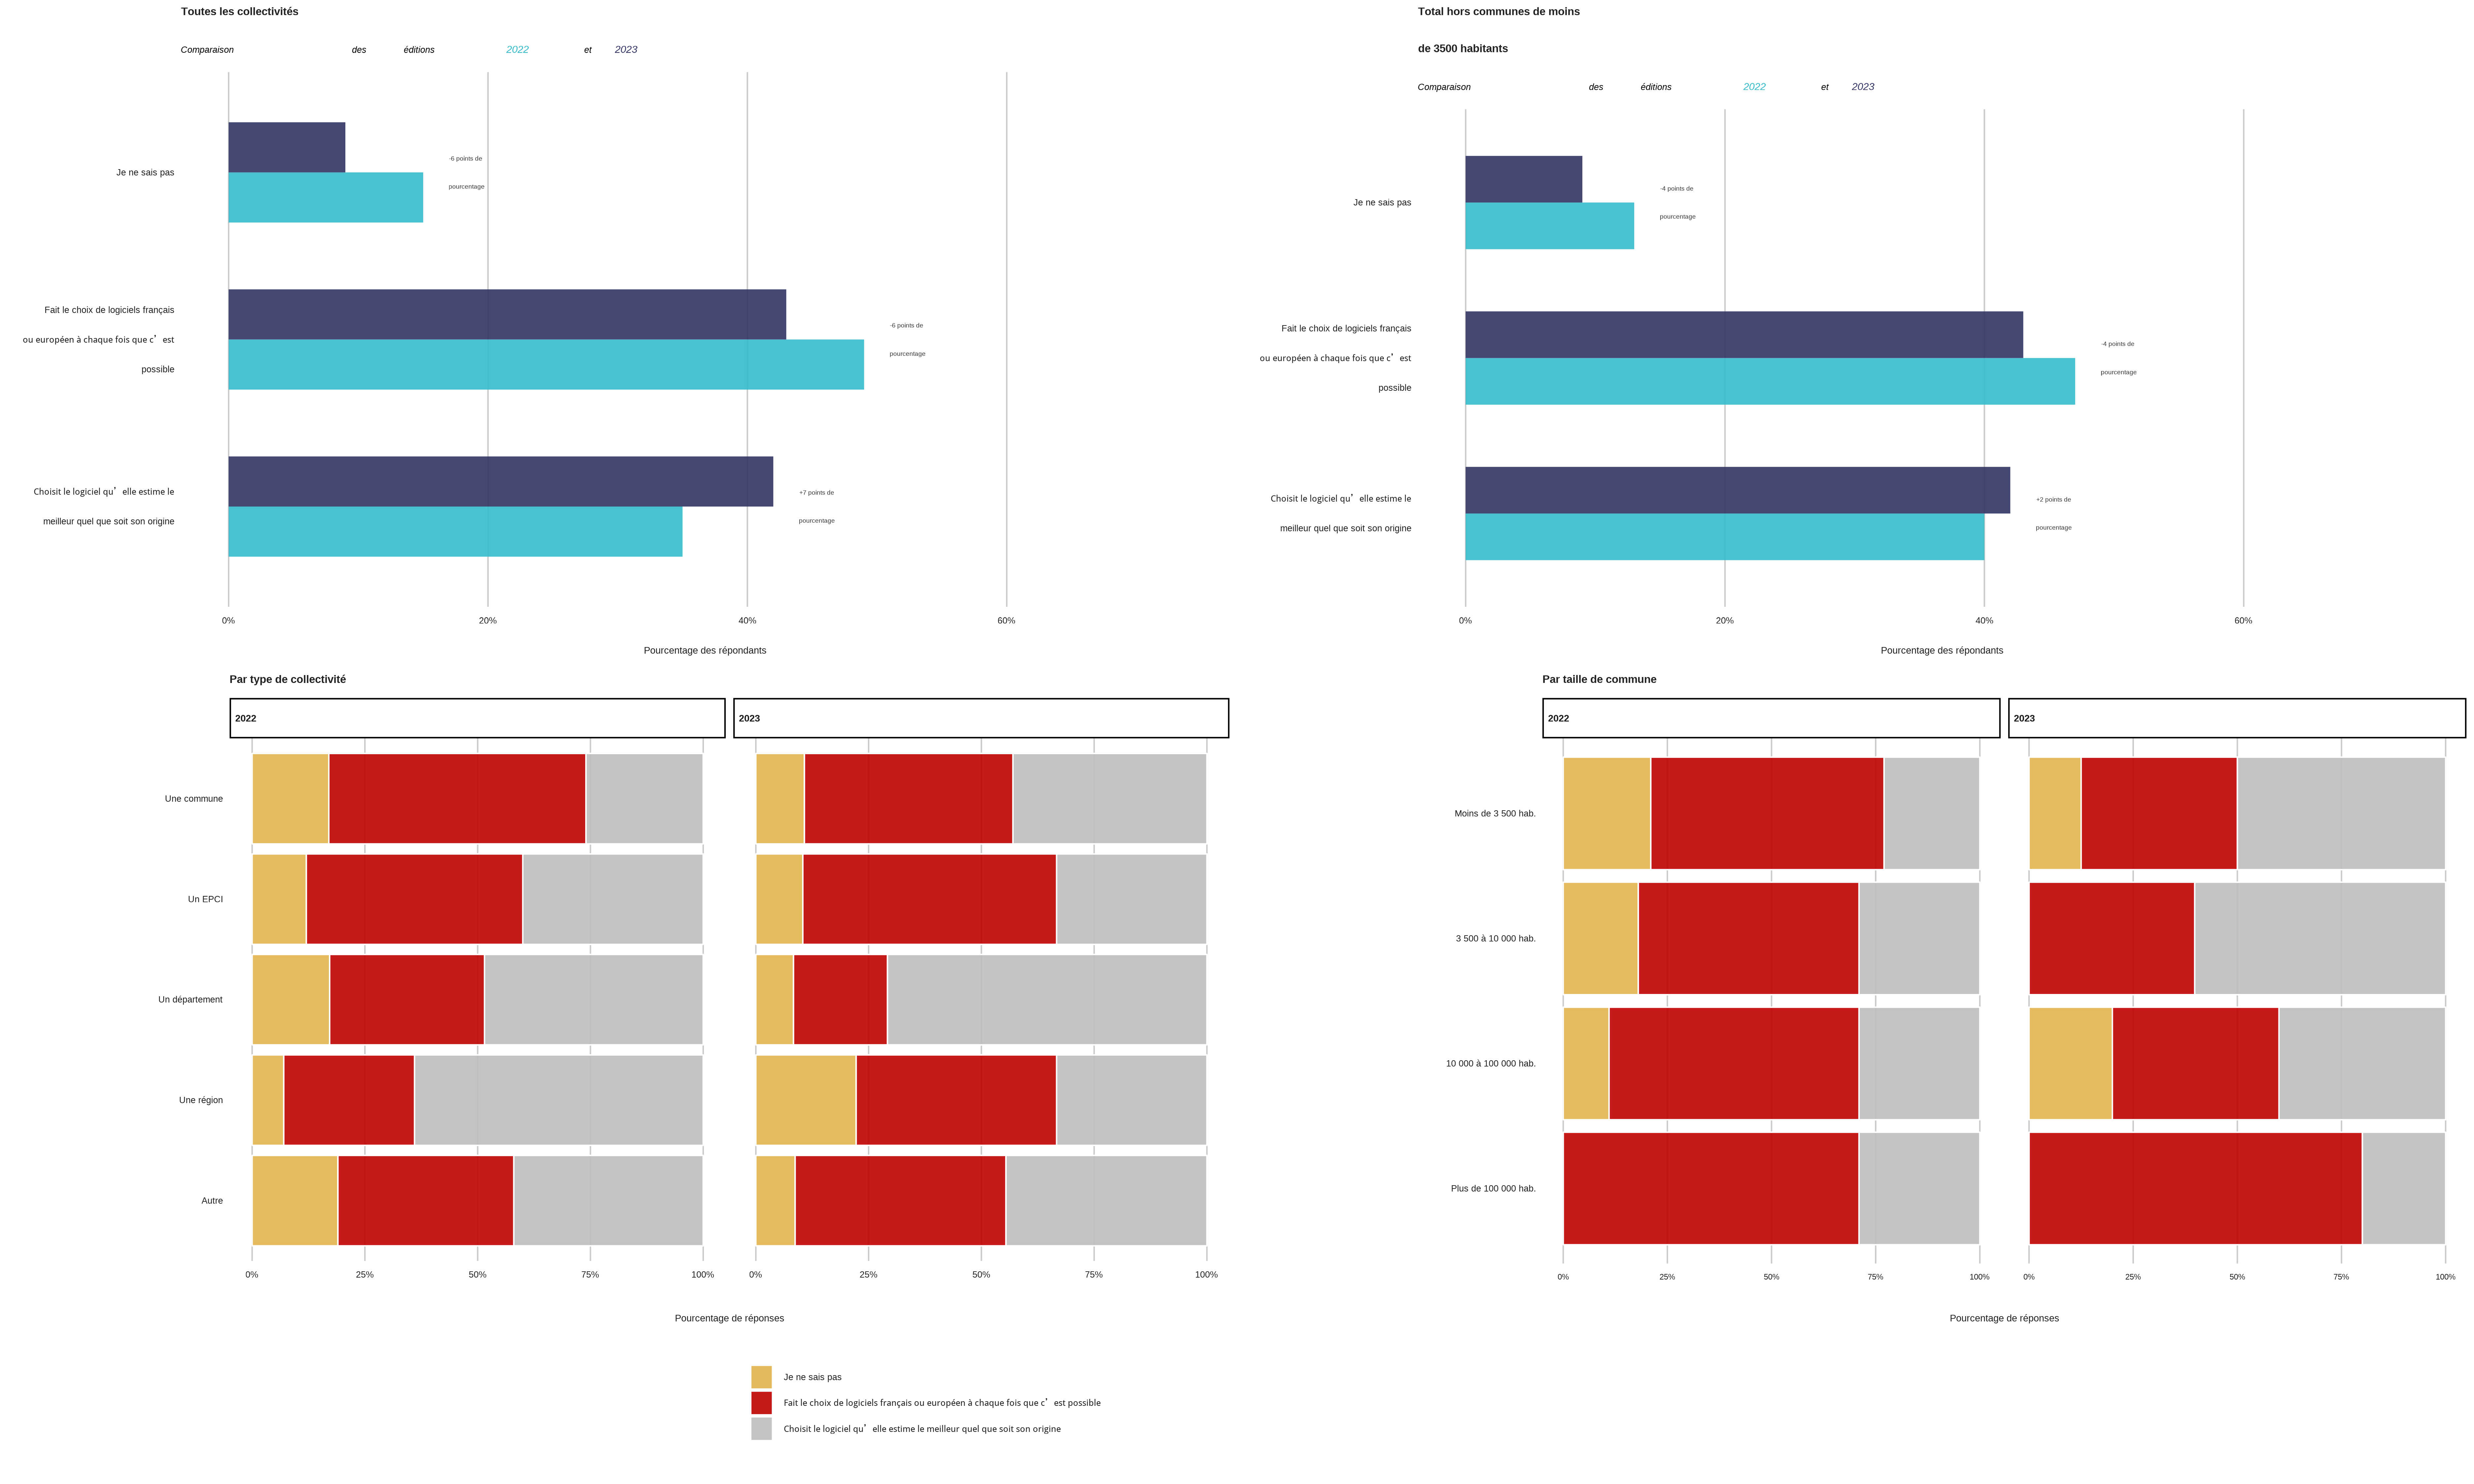 Toutes les collectivités
Comparaison des éditions 2022 et 2023
Je ne sais pas
-6 points de
pourcentage
Fait le choix de logiciels français
ou européen à chaque fois que c’est
possible
-6 points de
pourcentage
Choisit le logiciel qu’elle estime le
meilleur quel que soit son origine
+7 points de
pourcentage
0% 20% 40% 60%
Pourcentage des répondants
Total hors communes de moins
de 3500 habitants
Comparaison des éditions 2022 et 2023
Je ne sais pas
-4 points de
pourcentage
Fait le choix de logiciels français
ou européen à chaque fois que c’est
possible
-4 points de
pourcentage
Choisit le logiciel qu’elle estime le
meilleur quel que soit son origine
+2 points de
pourcentage
0% 20% 40% 60%
Pourcentage des répondants
Par type de collectivité
2022 2023
Une commune
Un EPCI
Un département
Une région
Autre
0% 25% 50% 75% 100% 0% 25% 50% 75% 100%
Pourcentage de réponses
Par taille de commune
2022 2023
Moins de 3 500 hab.
3 500 à 10 000 hab.
10 000 à 100 000 hab.
Plus de 100 000 hab.
0% 25% 50% 75% 100% 0% 25% 50% 75% 100%
Pourcentage de réponses
Je ne sais pas
Fait le choix de logiciels français ou européen à chaque fois que c’est possible
Choisit le logiciel qu’elle estime le meilleur quel que soit son origine